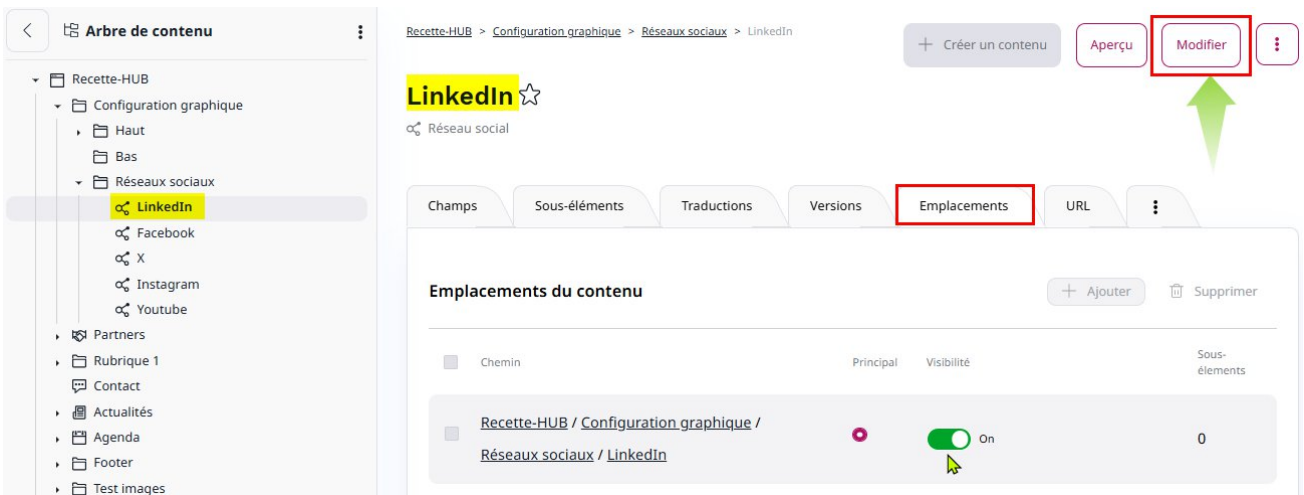 Arbre de contenu
Recette-HUB
Configuration graphique
Haut
Bas
Réseaux sociaux
LinkedIn
Facebook
X
Instagram
Youtube
Partners
Rubrique 1
Contact
Actualités
Agenda
Footer
Test images
Recette-HUB > Configuration graphique > Réseaux sociaux > LinkedIn
+ Créer un contenu
Aperçu
Modifier
LinkedIn
Réseau social
Champs Sous-éléments Traductions Versions Emplacements URL
Emplacements du contenu
+ Ajouter
Supprimer
Chemin Principal Visibilité Sous-
élements
Recette-HUB / Configuration graphique /
Réseaux sociaux / LinkedIn
On
0